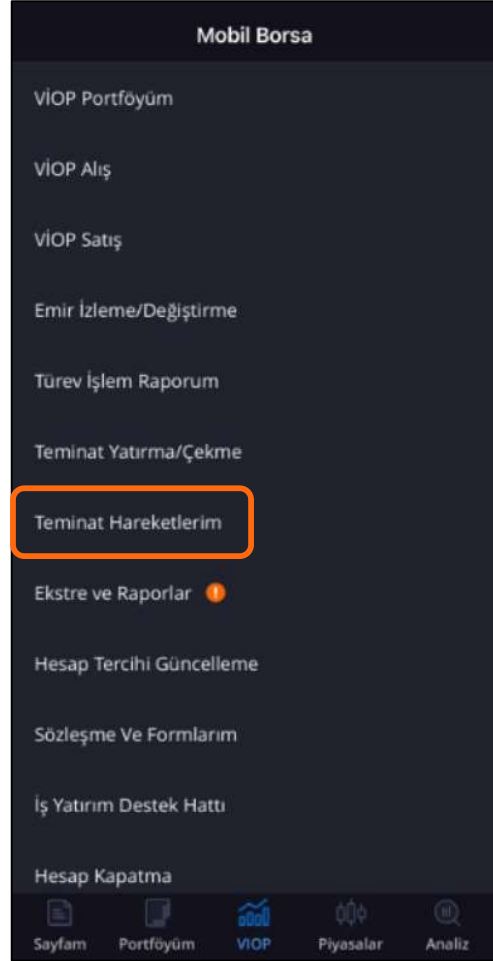 Mobil Borsa
VİOP Portföyüm
VİOP Alış
VİOP Satış
Emir İzleme/Değiştirme
Türev İşlem Raporum
Teminat Yatırma/Çekme
Teminat Hareketlerim
Ekstre ve Raporlar
Hesap Tercihi Güncelleme
Sözleşme Ve Formlarım
İş Yatırım Destek Hattı
Hesap Kapatma
Sayfam Portföyüm VIOP Piyasalar Analiz